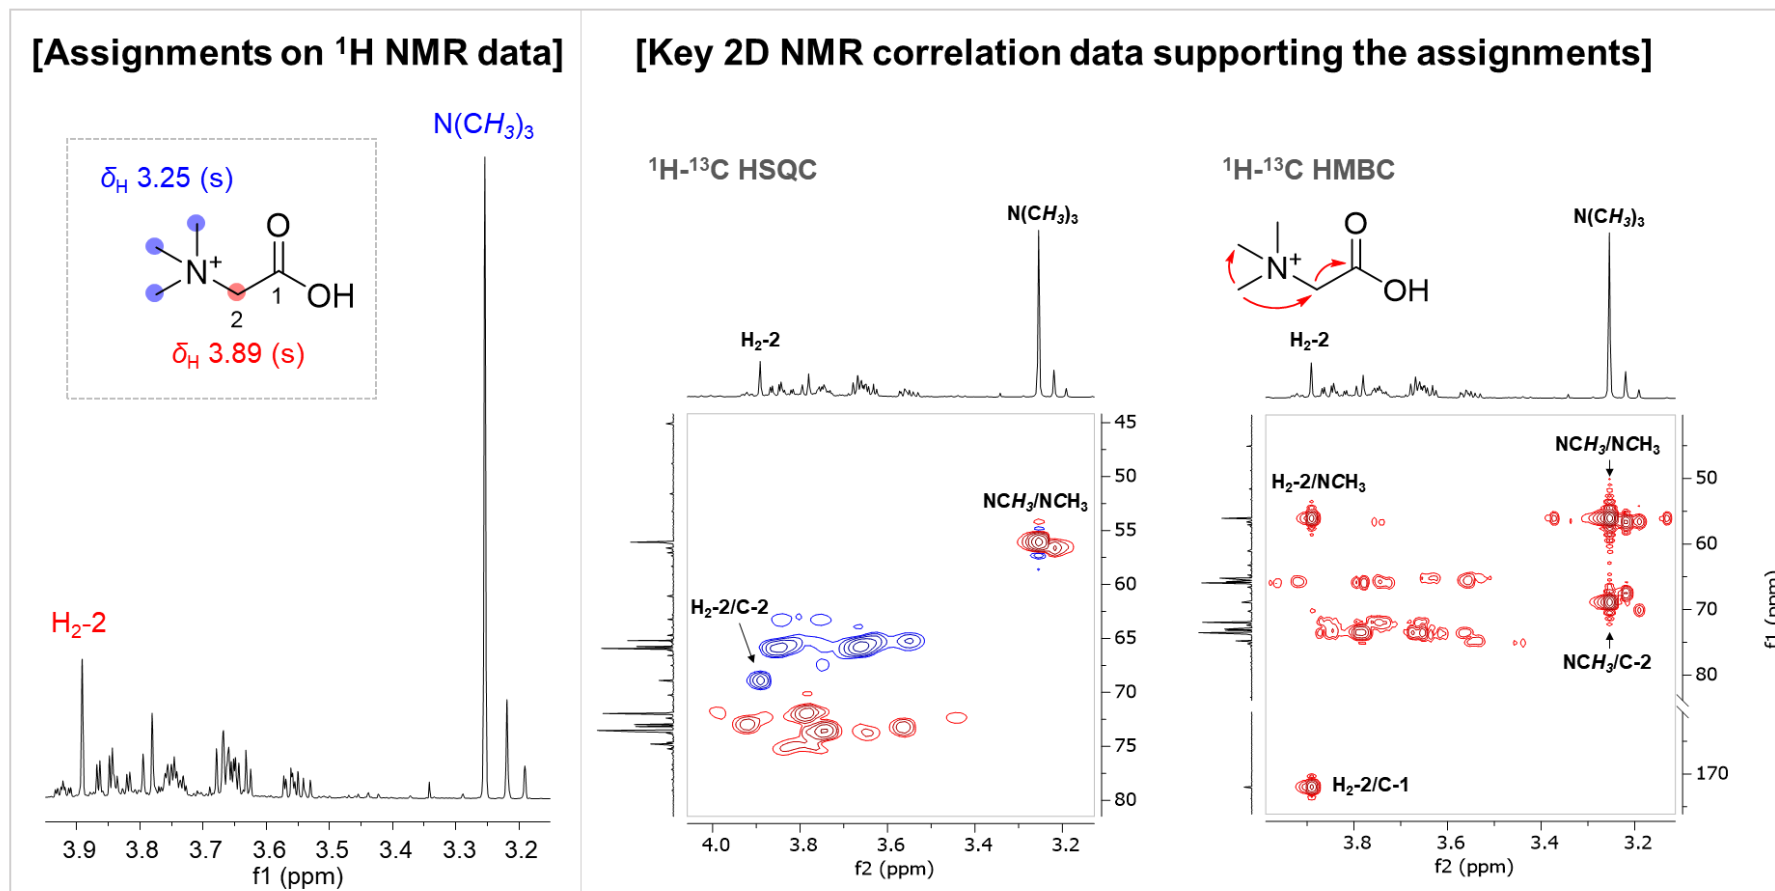 [Assignments on ¹H NMR data]
N(CH₃)₃
δH 3.25 (s)
O
N+
OH
1
2
δH 3.89 (s)
H₂-2
3.9 3.8 3.7 3.6 3.5 3.4 3.3 3.2
f1 (ppm)
[Key 2D NMR correlation data supporting the assignments]
¹H-¹³C HSQC
N(CH₃)₃
H₂-2
NCH₃/NCH₃
H₂-2/C-2
45
50
55
60
65
70
75
80
4.0 3.8 3.6 3.4 3.2
f2 (ppm)
¹H-¹³C HMBC
O
N+
OH
N(CH₃)₃
H₂-2
NCH₃/NCH₃
H₂-2/NCH₃
NCH₃/C-2
H₂-2/C-1
50
60
70
80
170
f1 (ppm)
3.8 3.6 3.4 3.2
f2 (ppm)